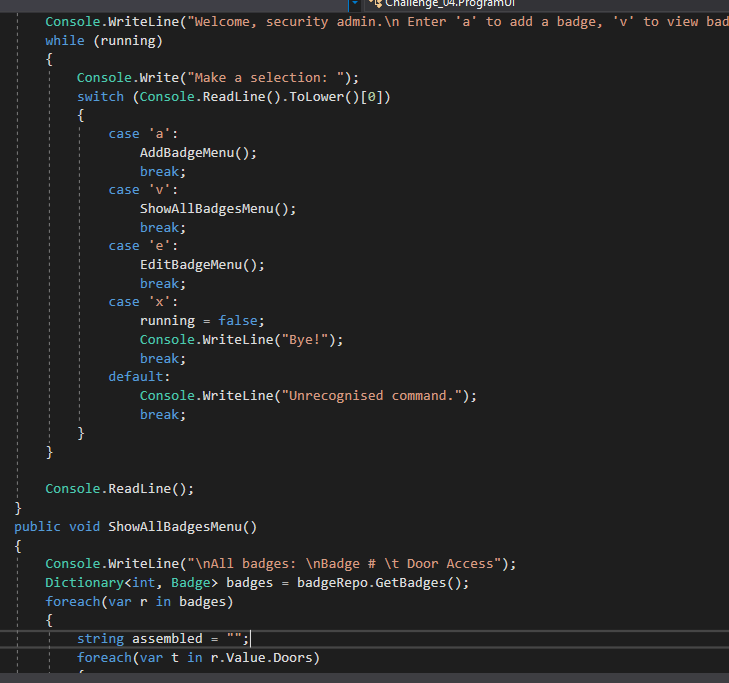 Challenge_04.ProgramUI
Console.WriteLine("Welcome, security admin.\n Enter 'a' to add a badge, 'v' to view bad
while (running)
{
Console.Write("Make a selection: ");
switch (Console.ReadLine().ToLower()[0])
{
case 'a':
AddBadgeMenu();
break;
case 'v':
ShowAllBadgesMenu();
break;
case 'e':
EditBadgeMenu();
break;
case 'x':
running = false;
Console.WriteLine("Bye!");
break;
default:
Console.WriteLine("Unrecognised command.");
break;
}
}
Console.ReadLine();
}
public void ShowAllBadgesMenu()
{
Console.WriteLine("\nAll badges: \nBadge # \t Door Access");
Dictionary<int, Badge> badges = badgeRepo.GetBadges();
foreach(var r in badges)
{
string assembled = "";
foreach(var t in r.Value.Doors)
{